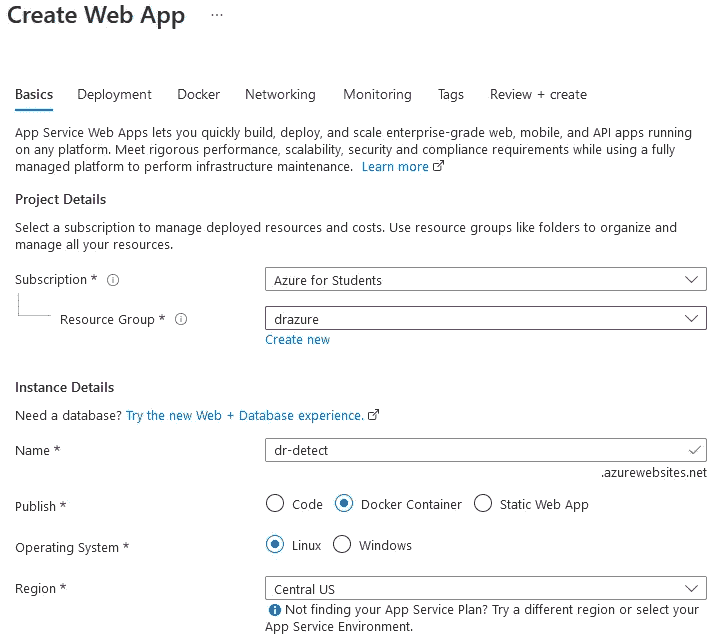 Create Web App ...
Basics Deployment Docker Networking Monitoring Tags Review + create
App Service Web Apps lets you quickly build, deploy, and scale enterprise-grade web, mobile, and API apps running
on any platform. Meet rigorous performance, scalability, security and compliance requirements while using a fully
managed platform to perform infrastructure maintenance. Learn more
Project Details
Select a subscription to manage deployed resources and costs. Use resource groups like folders to organize and
manage all your resources.
Subscription * Azure for Students
Resource Group * drazure
Create new
Instance Details
Need a database? Try the new Web + Database experience.
Name * dr-detect
.azurewebsites.net
Publish * Code Docker Container Static Web App
Operating System * Linux Windows
Region * Central US
Not finding your App Service Plan? Try a different region or select your
App Service Environment.